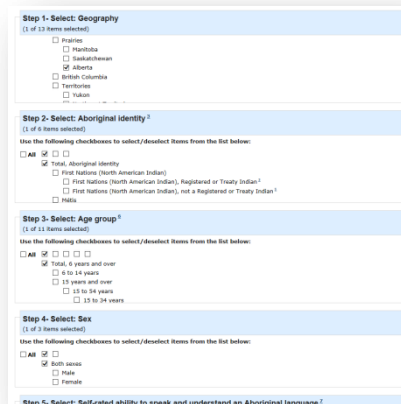 Step 1- Select: Geography
(1 of 13 items selected)
Prairies
Manitoba
Saskatchewan
Alberta
British Columbia
Territories
Yukon
Step 2- Select: Aboriginal identity 3
(1 of 6 items selected)
Use the following checkboxes to select/deselect items from the list below:
All
Total, Aboriginal identity
First Nations (North American Indian)
First Nations (North American Indian), Registered or Treaty Indian
First Nations (North American Indian), not a Registered or Treaty Indian
Métis
Step 3- Select: Age group 6
(1 of 11 items selected)
Use the following checkboxes to select/deselect items from the list below:
All
Total, 6 years and over
6 to 14 years
15 years and over
15 to 54 years
15 to 34 years
Step 4- Select: Sex
(1 of 3 items selected)
Use the following checkboxes to select/deselect items from the list below:
All
Both sexes
Male
Female
Step 5- Select: Self-rated ability to speak and understand an Aboriginal language 7